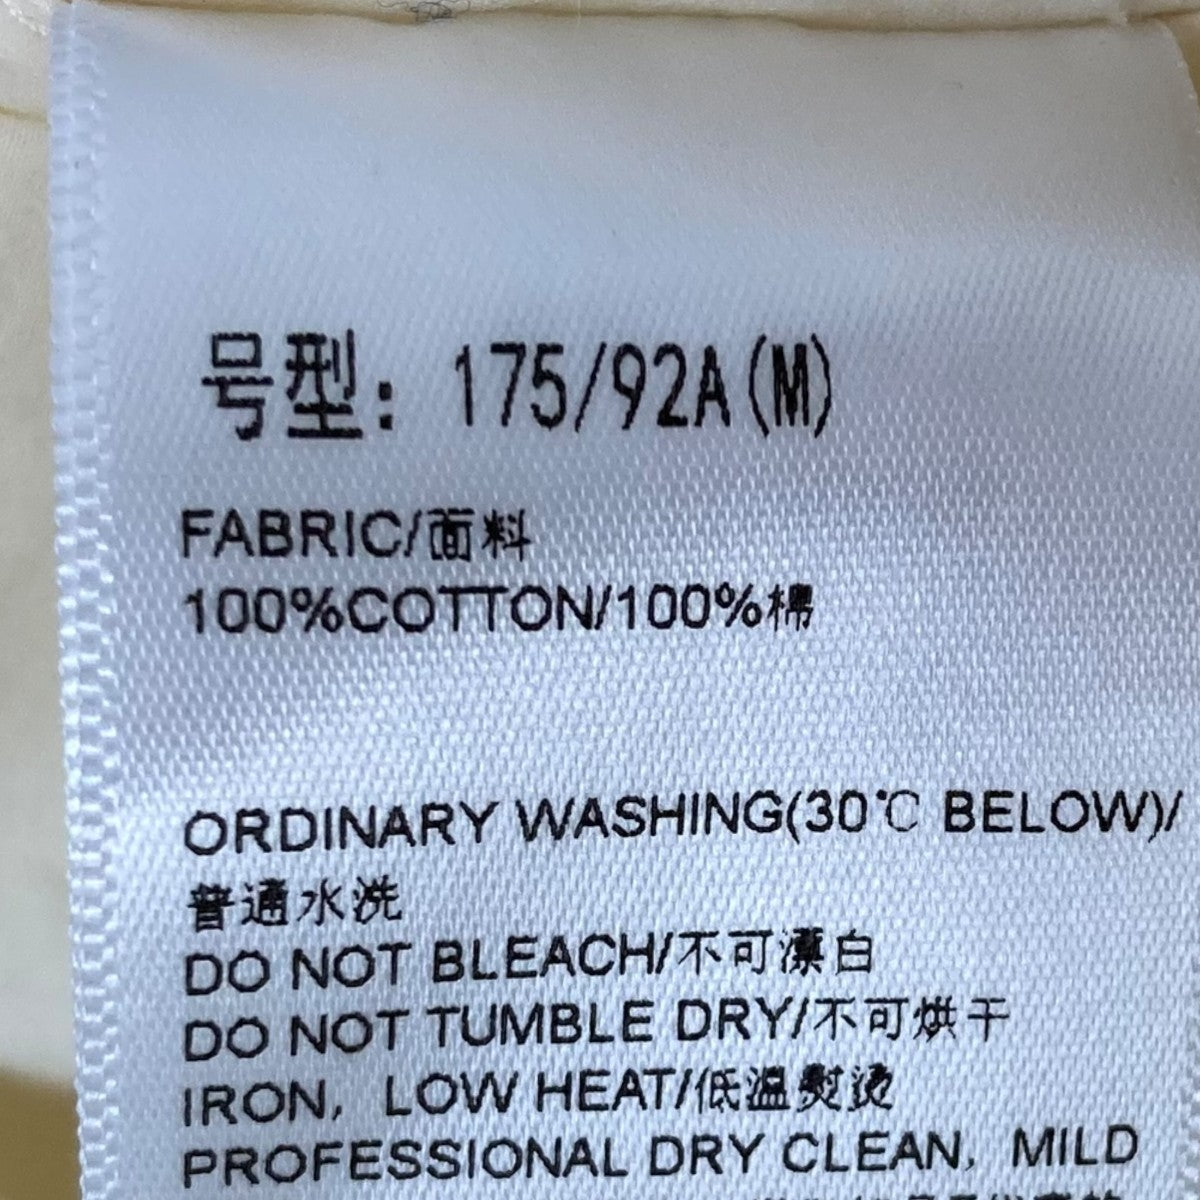 号型：175/92A(M)
FABRIC/面料
100%COTTON/100%棉
ORDINARY WASHING(30℃ BELOW)/
普通水洗
DO NOT BLEACH/不可漂白
DO NOT TUMBLE DRY/不可烘干
IRON, LOW HEAT/低温熨烫
PROFESSIONAL DRY CLEAN, MILD